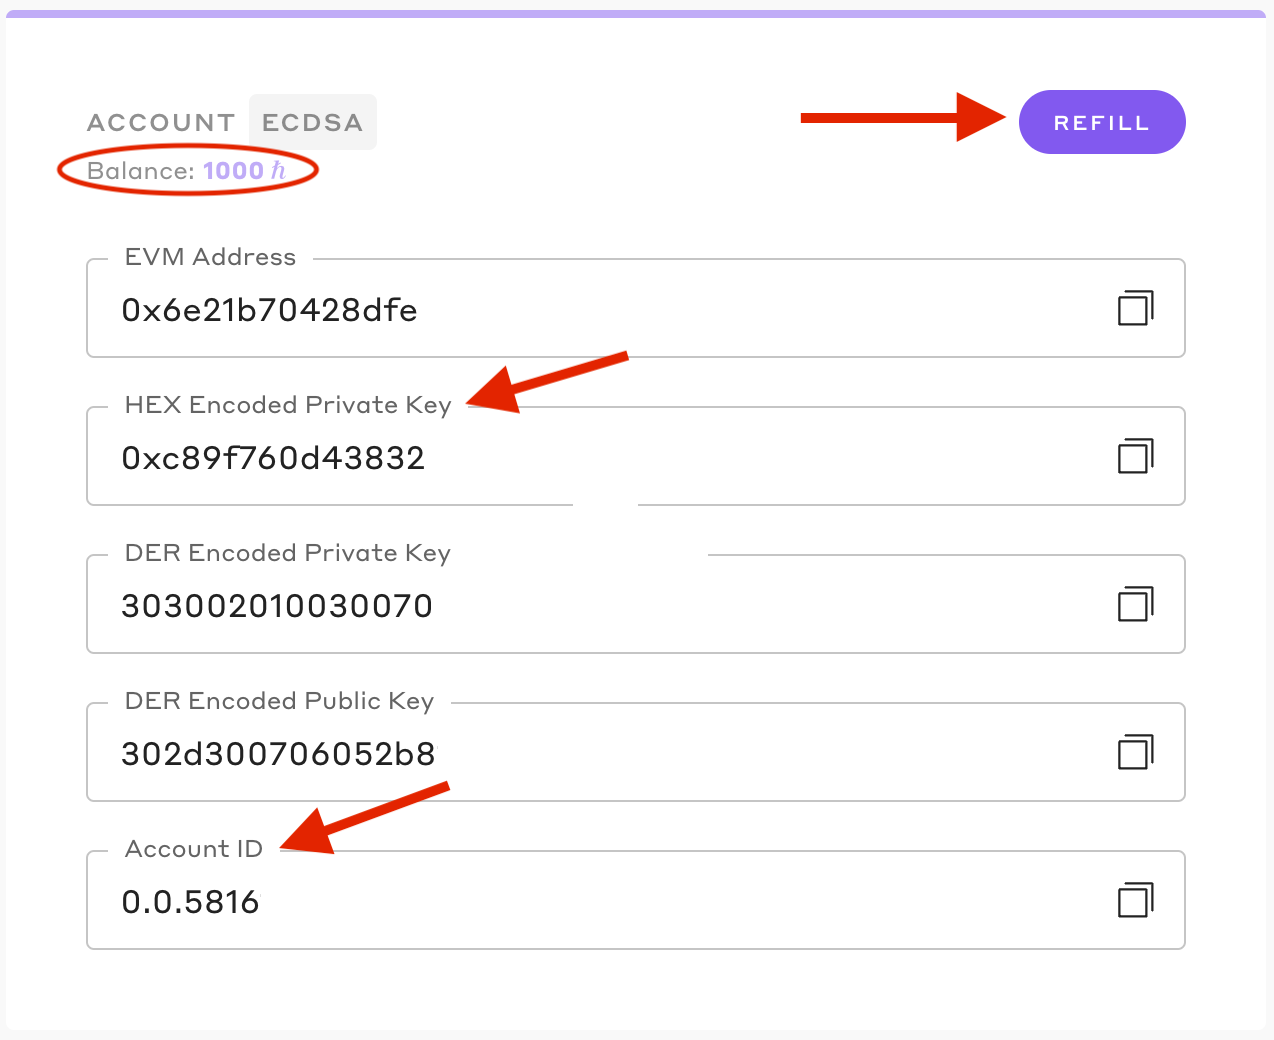 ACCOUNT ECDSA
REFILL
Balance: 1000 ℏ
EVM Address
0x6e21b70428dfe
HEX Encoded Private Key
0xc89f760d43832
DER Encoded Private Key
303002010030070
DER Encoded Public Key
302d300706052b8
Account ID
0.0.5816